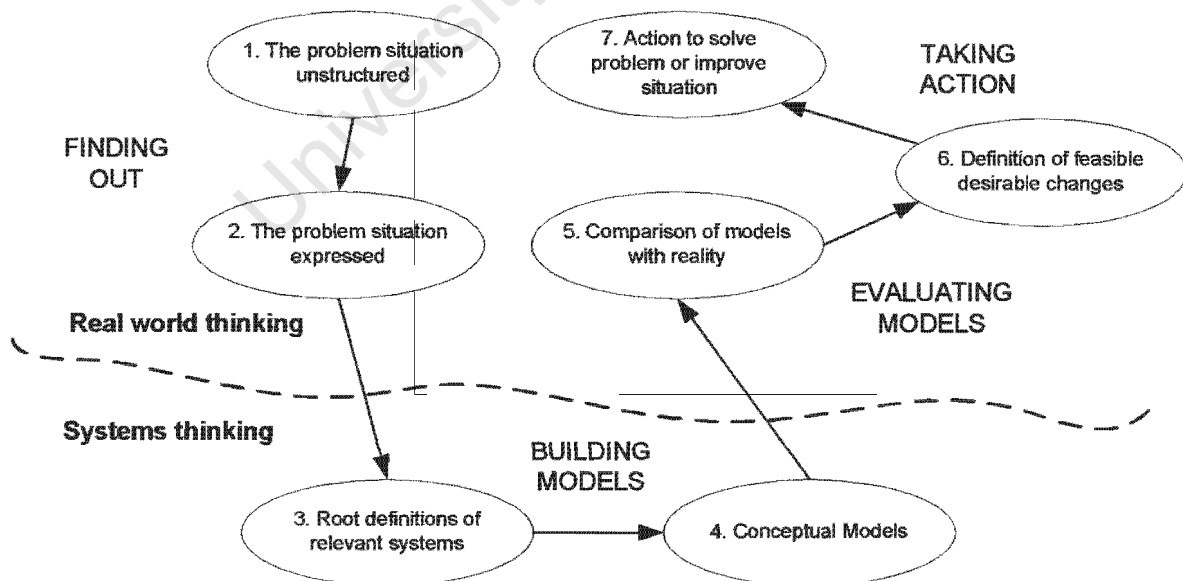 1. The problem situation
unstructured
7. Action to solve
problem or improve
situation
TAKING
ACTION
FINDING
OUT
6. Definition of feasible
desirable changes
2. The problem situation
expressed
5. Comparison of models
with reality
EVALUATING
MODELS
Real world thinking
Systems thinking
BUILDING
MODELS
3. Root definitions of
relevant systems
4. Conceptual Models